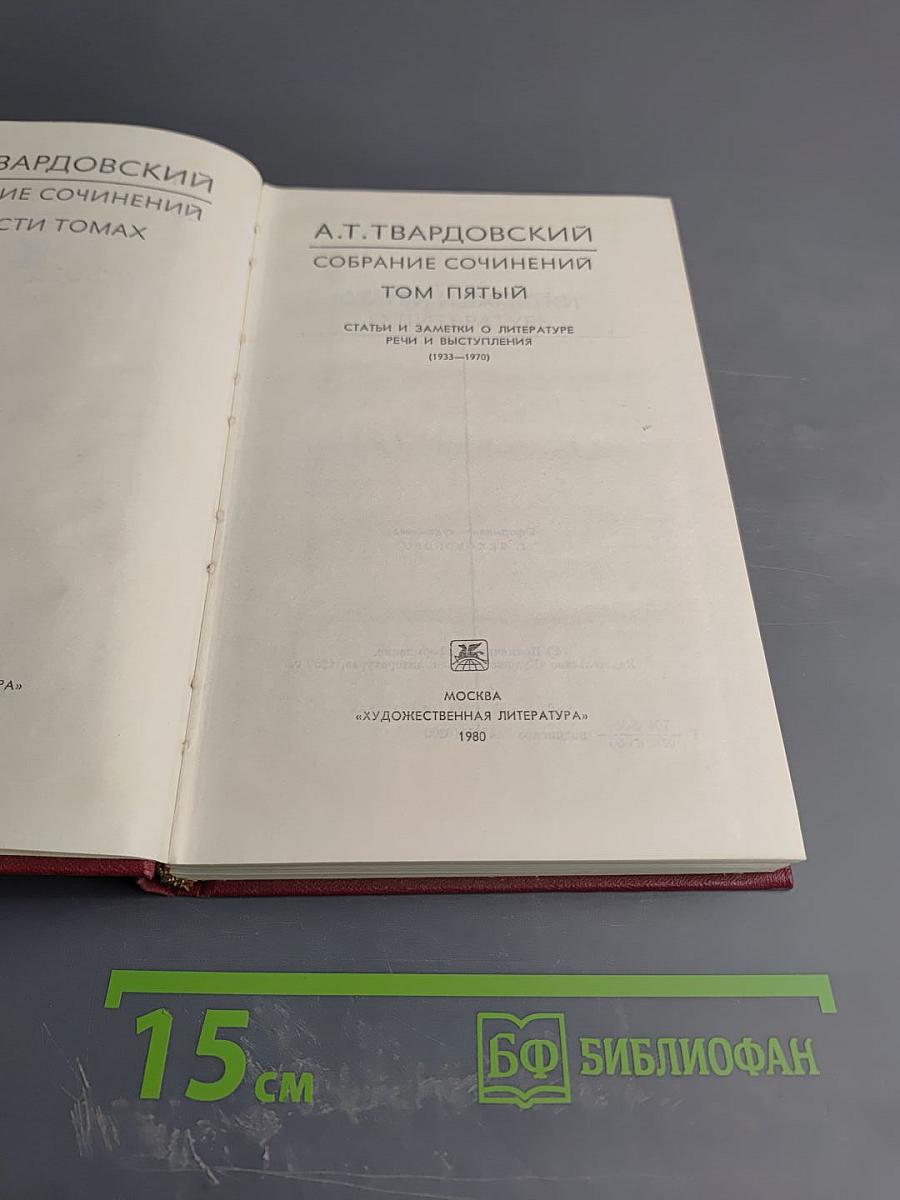 ВАРДОВСКИЙ
ИЕ СОЧИНЕНИЙ
СТИ ТОМАХ
РА»
А.Т.ТВАРДОВСКИЙ
СОБРАНИЕ СОЧИНЕНИЙ
ТОМ ПЯТЫЙ
СТАТЬИ И ЗАМЕТКИ О ЛИТЕРАТУРЕ
РЕЧИ И ВЫСТУПЛЕНИЯ
(1933—1970)
МОСКВА
«ХУДОЖЕСТВЕННАЯ ЛИТЕРАТУРА»
1980
15 см
БФ БИБЛИОФАН